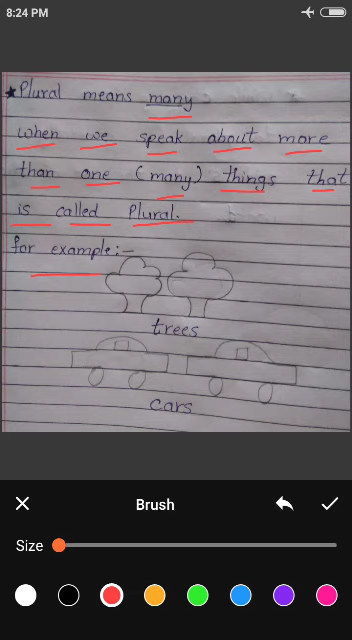 8:24 PM
★Plural means many
when we speak about more
than one (many) things that
is called Plural.
for example:-
trees
cars
Brush
Size